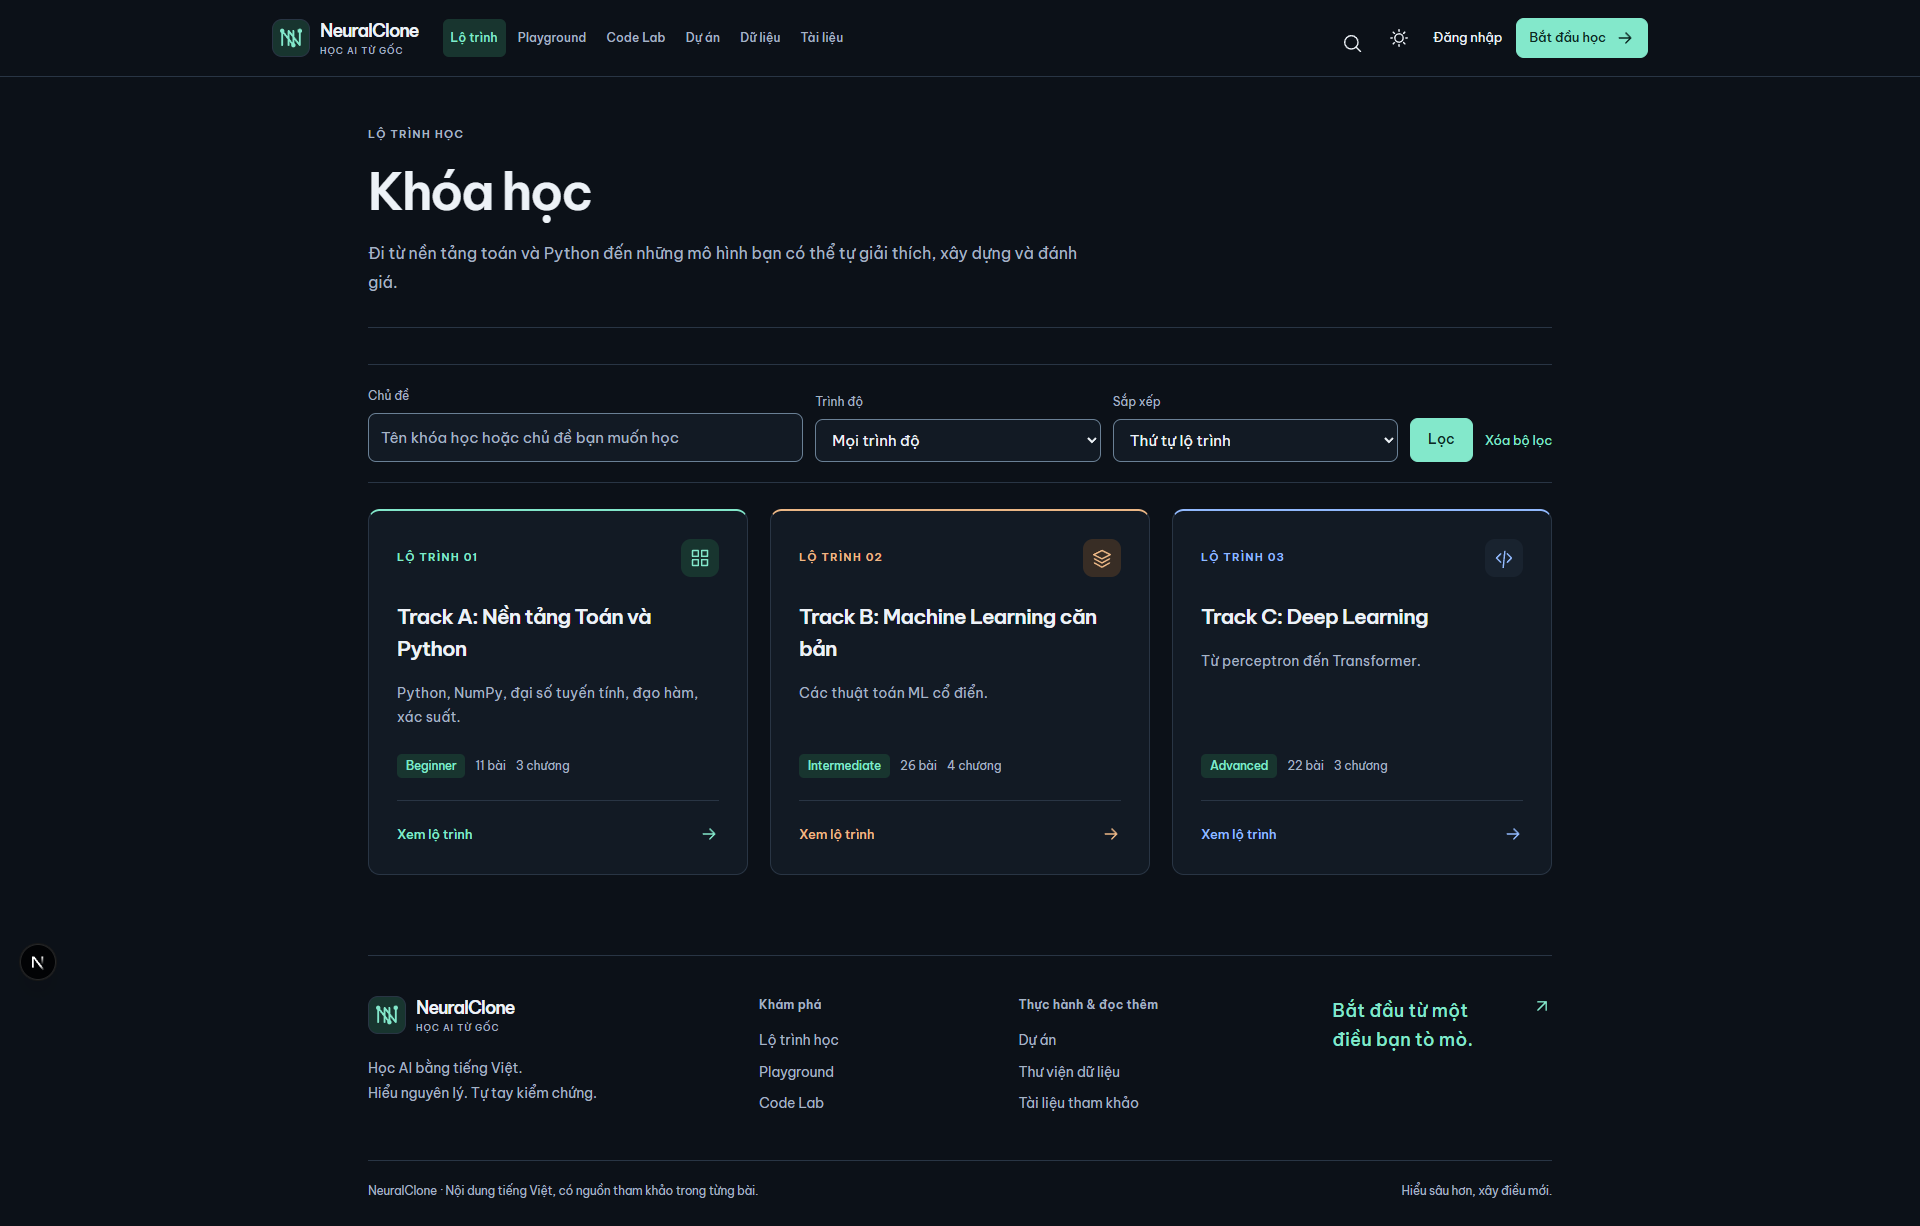 NeuralClone
HỌC AI TỪ GỐC
Lộ trình
Playground
Code Lab
Dự án
Dữ liệu
Tài liệu
Đăng nhập
Bắt đầu học
LỘ TRÌNH HỌC
Khóa học
Đi từ nền tảng toán và Python đến những mô hình bạn có thể tự giải thích, xây dựng và đánh
giá.
Chủ đề
Tên khóa học hoặc chủ đề bạn muốn học
Trình độ
Mọi trình độ
Sắp xếp
Thứ tự lộ trình
Lọc
Xóa bộ lọc
LỘ TRÌNH 01
Track A: Nền tảng Toán và
Python
Python, NumPy, đại số tuyến tính, đạo hàm,
xác suất.
Beginner 11 bài 3 chương
Xem lộ trình
LỘ TRÌNH 02
Track B: Machine Learning căn
bản
Các thuật toán ML cổ điển.
Intermediate 26 bài 4 chương
Xem lộ trình
LỘ TRÌNH 03
Track C: Deep Learning
Từ perceptron đến Transformer.
Advanced 22 bài 3 chương
Xem lộ trình
NeuralClone
HỌC AI TỪ GỐC
Học AI bằng tiếng Việt.
Hiểu nguyên lý. Tự tay kiểm chứng.
Khám phá
Lộ trình học
Playground
Code Lab
Thực hành & đọc thêm
Dự án
Thư viện dữ liệu
Tài liệu tham khảo
Bắt đầu từ một
điều bạn tò mò.
NeuralClone · Nội dung tiếng Việt, có nguồn tham khảo trong từng bài.
Hiểu sâu hơn, xây điều mới.